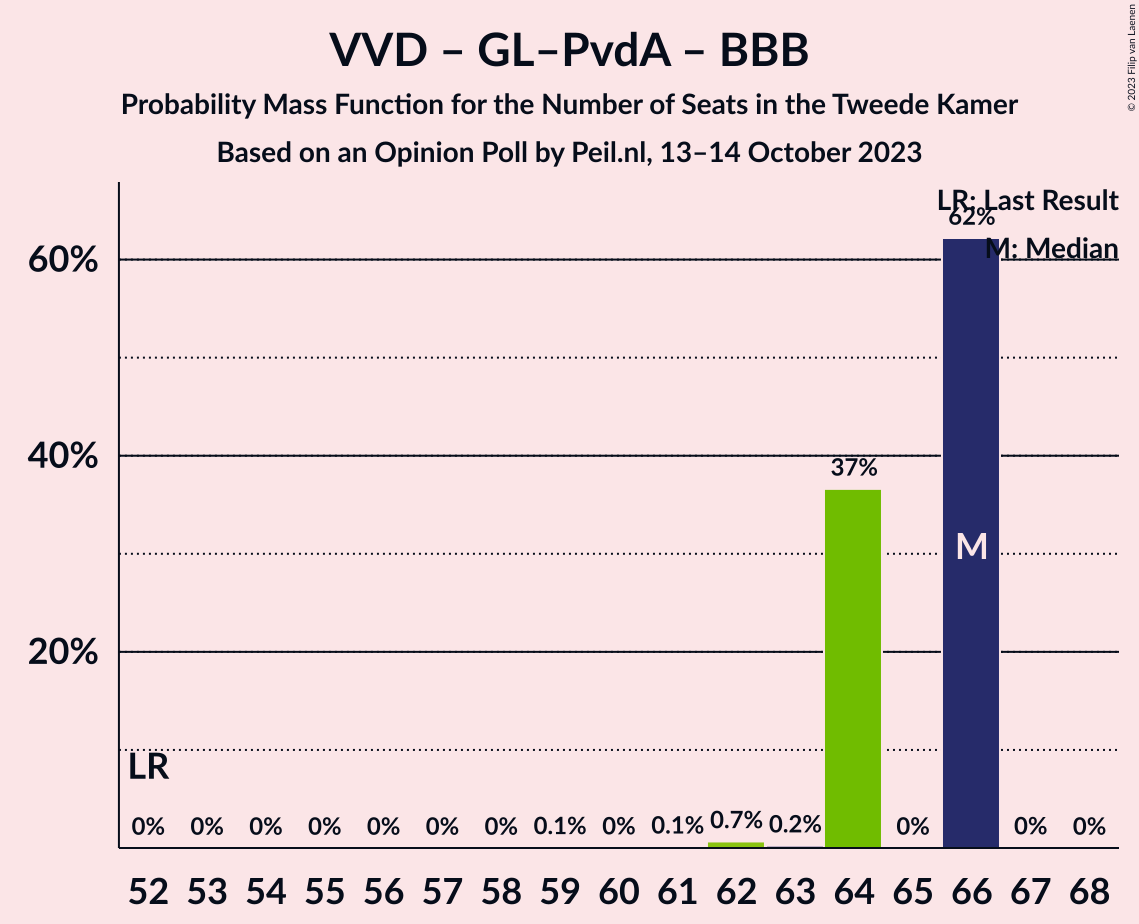 VVD – GL–PvdA – BBB
Probability Mass Function for the Number of Seats in the Tweede Kamer
Based on an Opinion Poll by Peil.nl, 13–14 October 2023
© 2023 Filip van Laenen
LR: Last Result
M: Median
60%
40%
20%
62%
37%
M
LR
0% 0% 0% 0% 0% 0% 0% 0.1% 0% 0.1% 0.7% 0.2% 0% 0% 0%
52 53 54 55 56 57 58 59 60 61 62 63 64 65 66 67 68